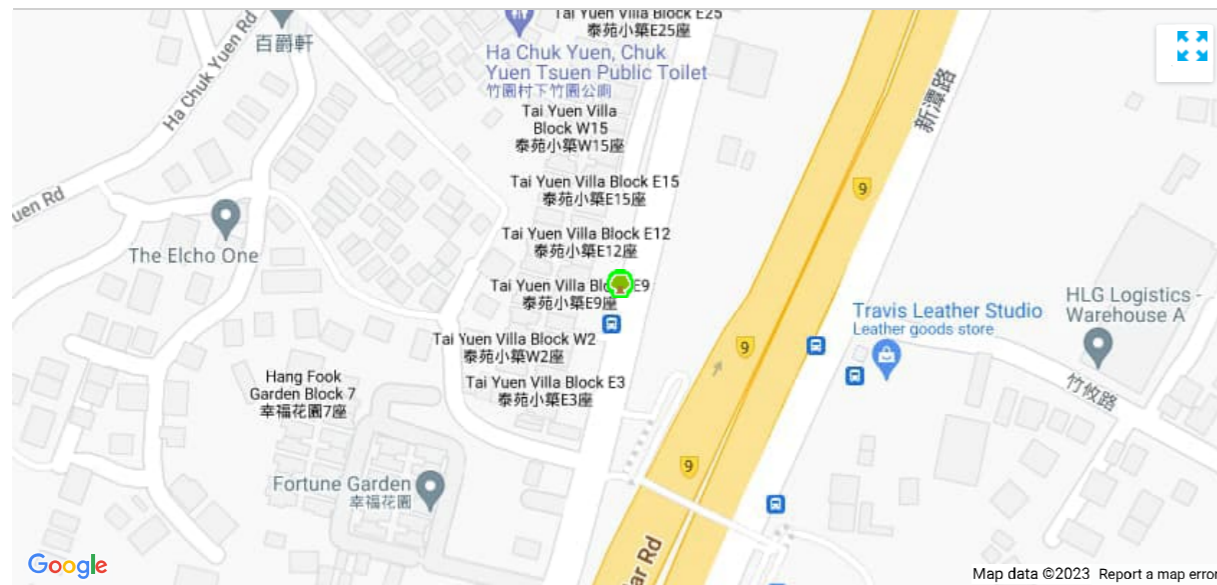 Tai Yuen Villa Block E25
泰苑小築E25座
百爵軒
Ha Chuk Yuen, Chuk
Yuen Tsuen Public Toilet
竹園村下竹園公廁
Ha Chuk Yuen Rd
新潭路
Tai Yuen Villa
Block W15
泰苑小築W15座
9
Tai Yuen Villa Block E15
泰苑小築E15座
uen Rd
The Elcho One
Tai Yuen Villa Block E12
泰苑小築E12座
Tai Yuen Villa Block E9
泰苑小築E9座
HLG Logistics -
Warehouse A
Travis Leather Studio
Leather goods store
Tai Yuen Villa Block W2
泰苑小築W2座
9
Hang Fook
Garden Block 7
幸福花園7座
Tai Yuen Villa Block E3
泰苑小築E3座
竹攸路
9
Fortune Garden
幸福花園
ar Rd
Google
Map data ©2023 Report a map error